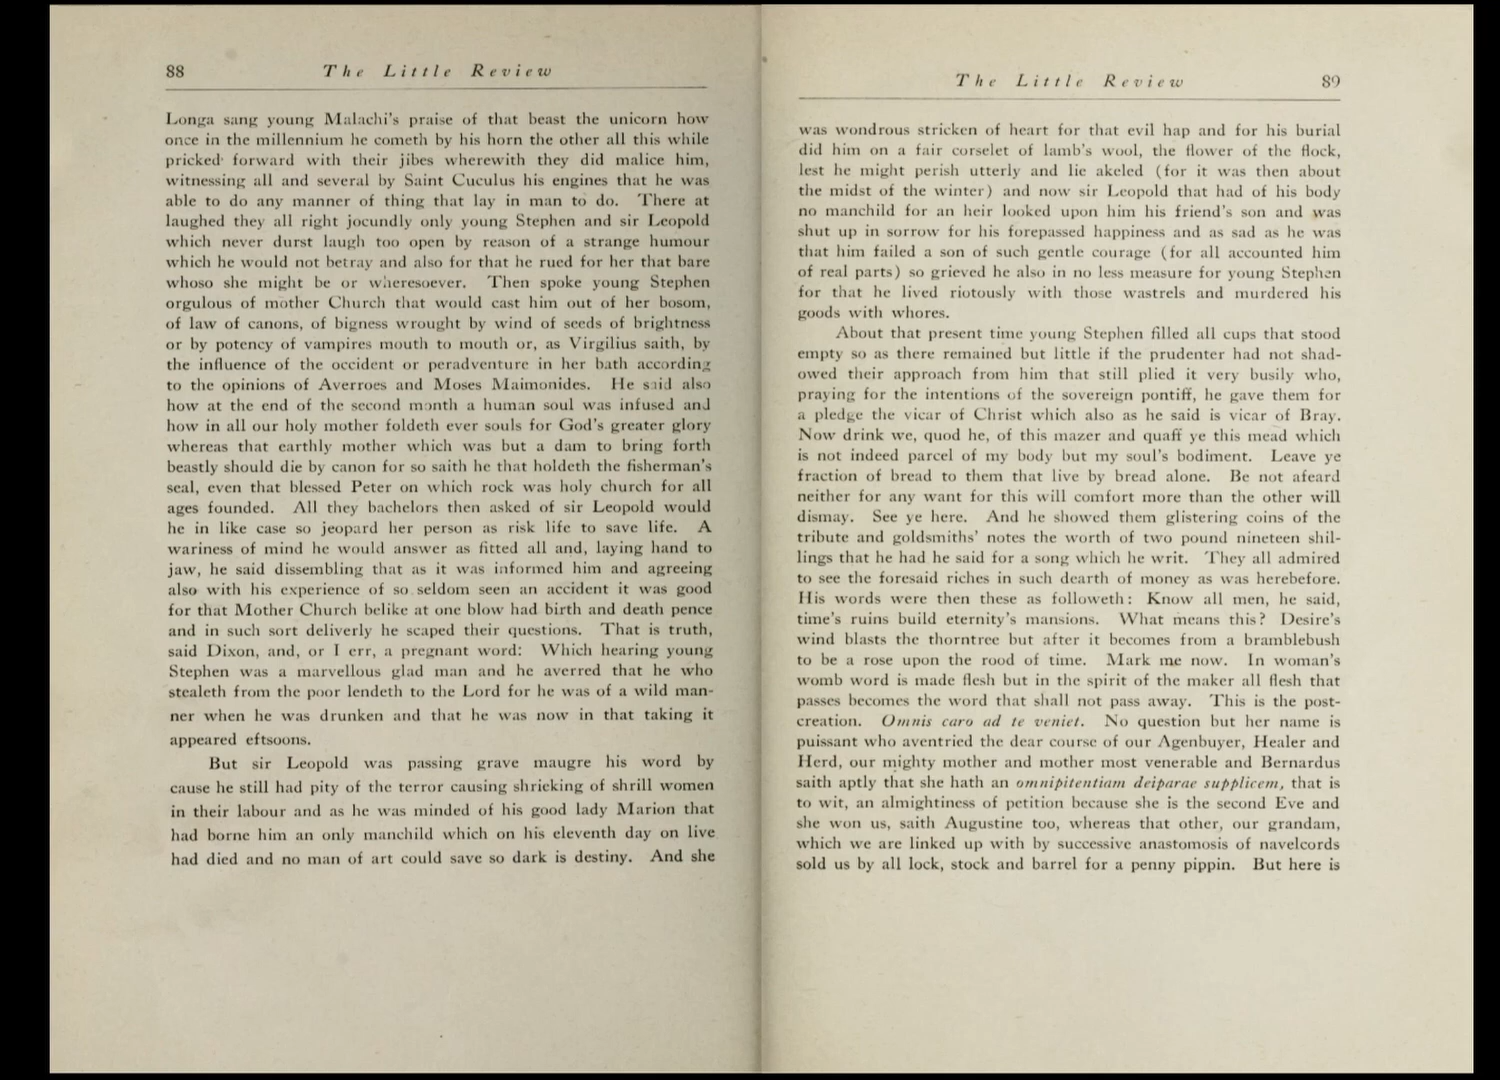 88
The Little Review
Longa sang young Malachi's praise of that beast the unicorn how
once in the millennium he cometh by his horn the other all this while
pricked forward with their jibes wherewith they did malice him,
witnessing all and several by Saint Cuculus his engines that he was
able to do any manner of thing that lay in man to do. There at
laughed they all right jocundly only young Stephen and sir Leopold
which never durst laugh too open by reason of a strange humour
which he would not betray and also for that he rued for her that bare
whoso she might be or wheresoever. Then spoke young Stephen
orgulous of mother Church that would cast him out of her bosom,
of law of canons, of bigness wrought by wind of seeds of brightness
or by potency of vampires mouth to mouth or, as Virgilius saith, by
the influence of the occident or peradventure in her bath according
to the opinions of Averroes and Moses Maimonides. He said also
how at the end of the second month a human soul was infused and
how in all our holy mother foldeth ever souls for God's greater glory
whereas that earthly mother which was but a dam to bring forth
beastly should die by canon for so saith he that holdeth the fisherman's
seal, even that blessed Peter on which rock was holy church for all
ages founded. All they bachelors then asked of sir Leopold would
he in like case so jeopard her person as risk life to save life. A
wariness of mind he would answer as fitted all and, laying hand to
jaw, he said dissembling that as it was informed him and agreeing
also with his experience of so seldom seen an accident it was good
for that Mother Church belike at one blow had birth and death pence
and in such sort deliverly he scaped their questions. That is truth,
said Dixon, and, or I err, a pregnant word: Which hearing young
Stephen was a marvellous glad man and he averred that he who
stealeth from the poor lendeth to the Lord for he was of a wild man-
ner when he was drunken and that he was now in that taking it
appeared eftsoons.
But sir Leopold was passing grave maugre his word by
cause he still had pity of the terror causing shricking of shrill women
in their labour and as he was minded of his good lady Marion that
had borne him an only manchild which on his eleventh day on live
had died and no man of art could save so dark is destiny. And she
The Little Review
89
was wondrous stricken of heart for that evil hap and for his burial
did him on a fair corselet of lamb's wool, the flower of the flock,
lest he might perish utterly and lie akeled (for it was then about
the midst of the winter) and now sir Leopold that had of his body
no manchild for an heir looked upon him his friend's son and was
shut up in sorrow for his forepassed happiness and as sad as he was
that him failed a son of such gentle courage (for all accounted him
of real parts) so grieved he also in no less measure for young Stephen
for that he lived riotously with those wastrels and murdered his
goods with whores.
About that present time young Stephen filled all cups that stood
empty so as there remained but little if the prudenter had not shad-
owed their approach from him that still plied it very busily who,
praying for the intentions of the sovereign pontiff, he gave them for
a pledge the vicar of Christ which also as he said is vicar of Bray.
Now drink we, quod he, of this mazer and quaff ye this mead which
is not indeed parcel of my body but my soul's bodiment. Leave ye
fraction of bread to them that live by bread alone. Be not afeard
neither for any want for this will comfort more than the other will
dismay. See ye here. And he showed them glistering coins of the
tribute and goldsmiths' notes the worth of two pound nineteen shil-
lings that he had he said for a song which he writ. They all admired
to see the foresaid riches in such dearth of money as was herebefore.
His words were then these as followeth: Know all men, he said,
time's ruins build eternity's mansions. What means this? Desire's
wind blasts the thorntree but after it becomes from a bramblebush
to be a rose upon the rood of time. Mark me now. In woman's
womb word is made flesh but in the spirit of the maker all flesh that
passes becomes the word that shall not pass away. This is the post-
creation. Omnis caro ad te veniet. No question but her name is
puissant who aventried the dear course of our Agenbuyer, Healer and
Herd, our mighty mother and mother most venerable and Bernardus
saith aptly that she hath an omnipitentiam deiparae supplicem, that is
to wit, an almightiness of petition because she is the second Eve and
she won us, saith Augustine too, whereas that other, our grandam,
which we are linked up with by successive anastomosis of navelcords
sold us by all lock, stock and barrel for a penny pippin. But here is